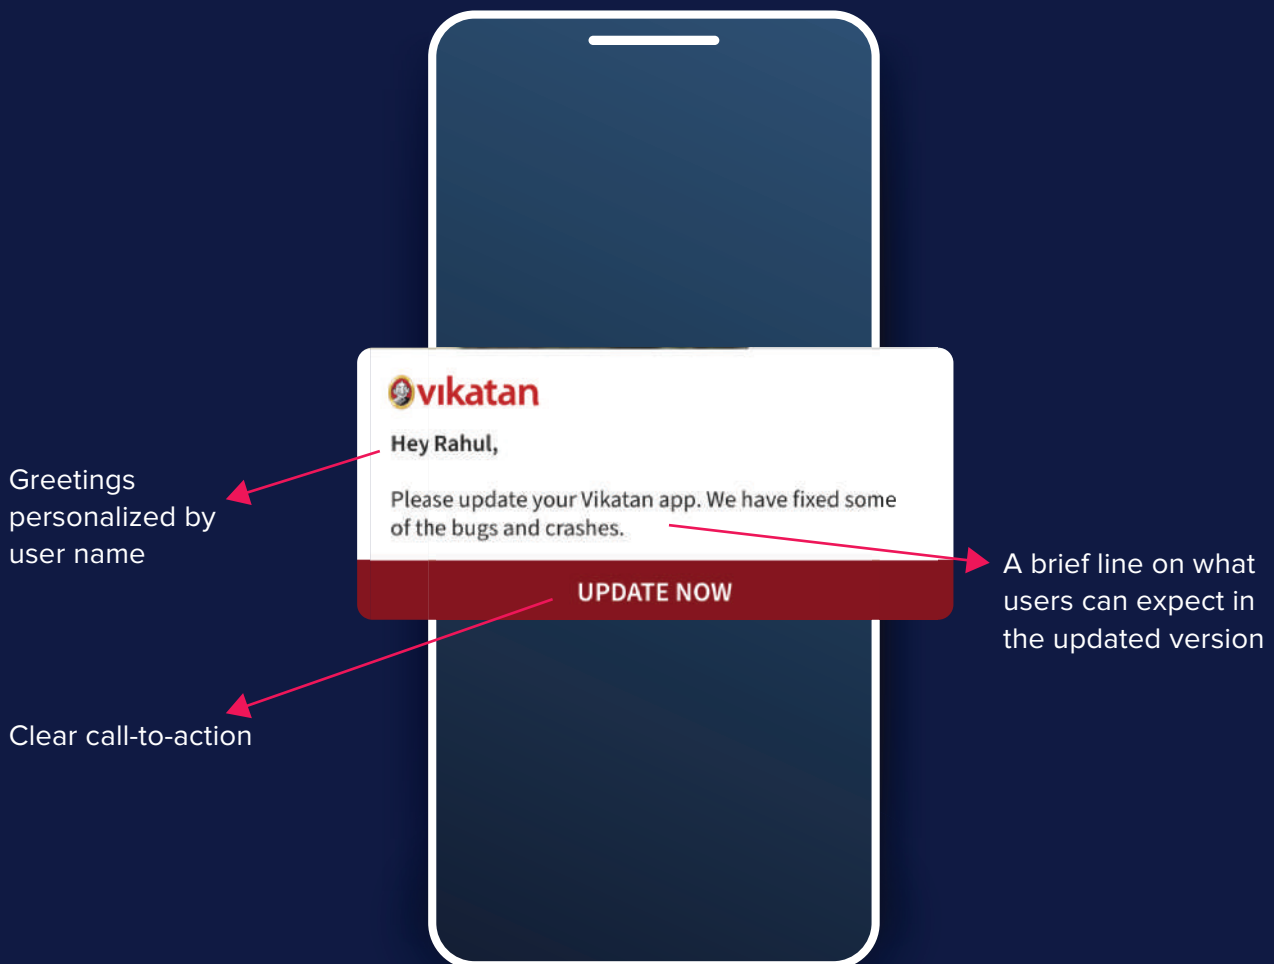 vikatan
Hey Rahul,
Please update your Vikatan app. We have fixed some
of the bugs and crashes.
UPDATE NOW
Greetings
personalized by
user name
A brief line on what
users can expect in
the updated version
Clear call-to-action